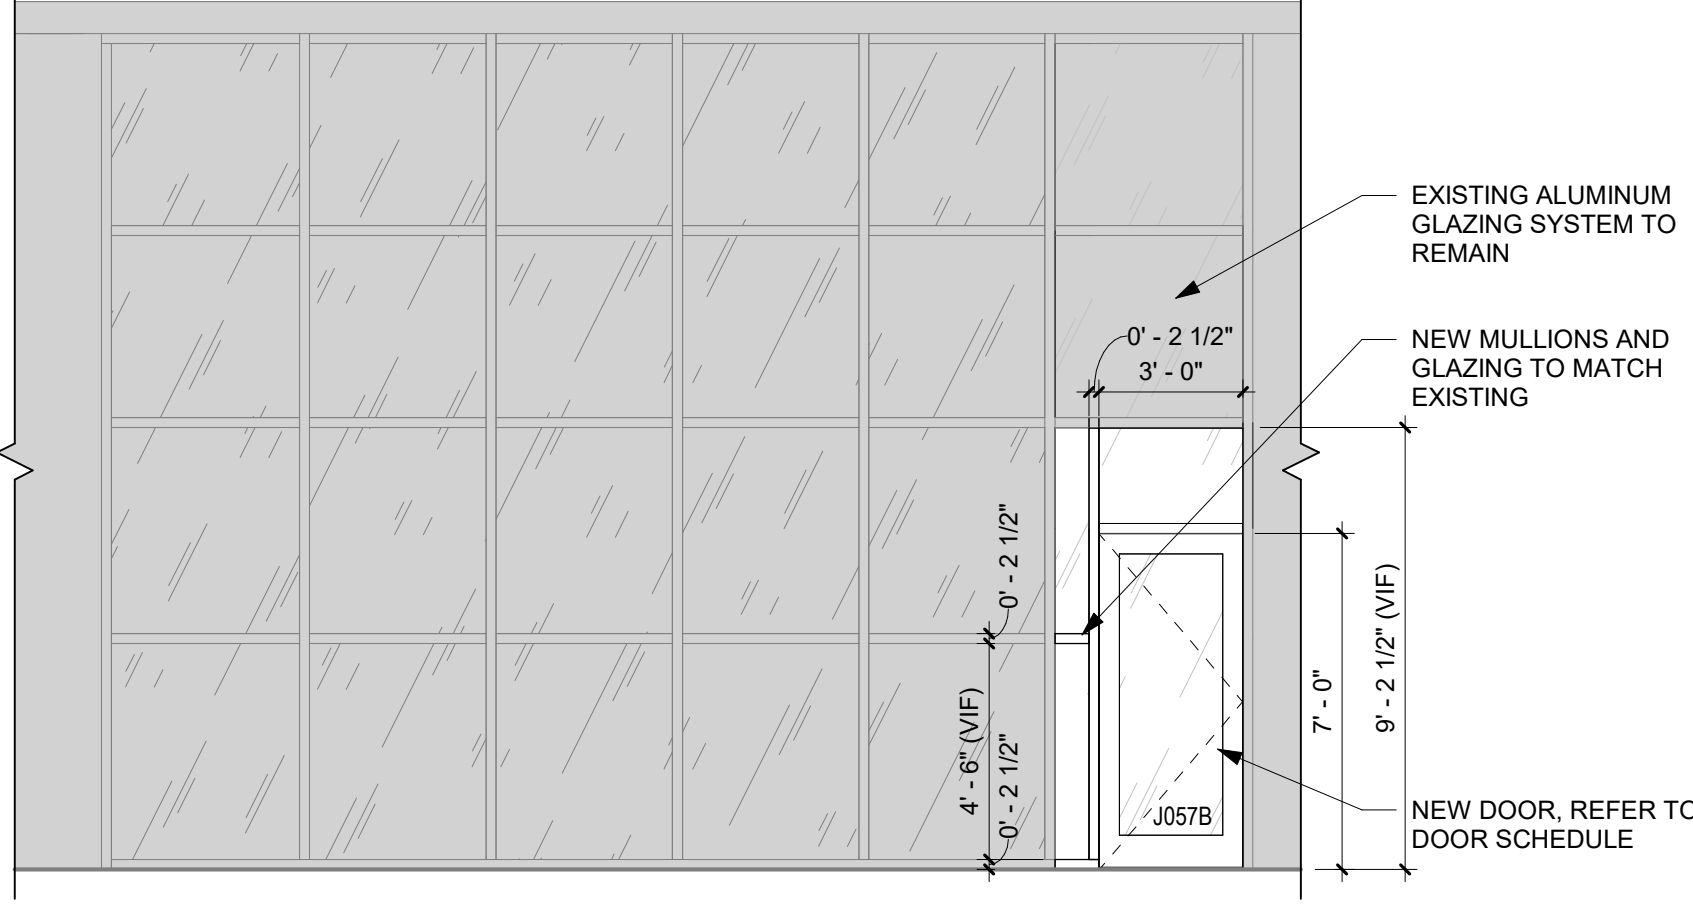 EXISTING ALUMINUM
GLAZING SYSTEM TO
REMAIN
0' - 2 1/2"
3' - 0"
NEW MULLIONS AND
GLAZING TO MATCH
EXISTING
0' - 2 1/2"
4' - 6" (VIF)
0' - 2 1/2"
7' - 0"
9' - 2 1/2" (VIF)
J057B
NEW DOOR, REFER TO
DOOR SCHEDULE